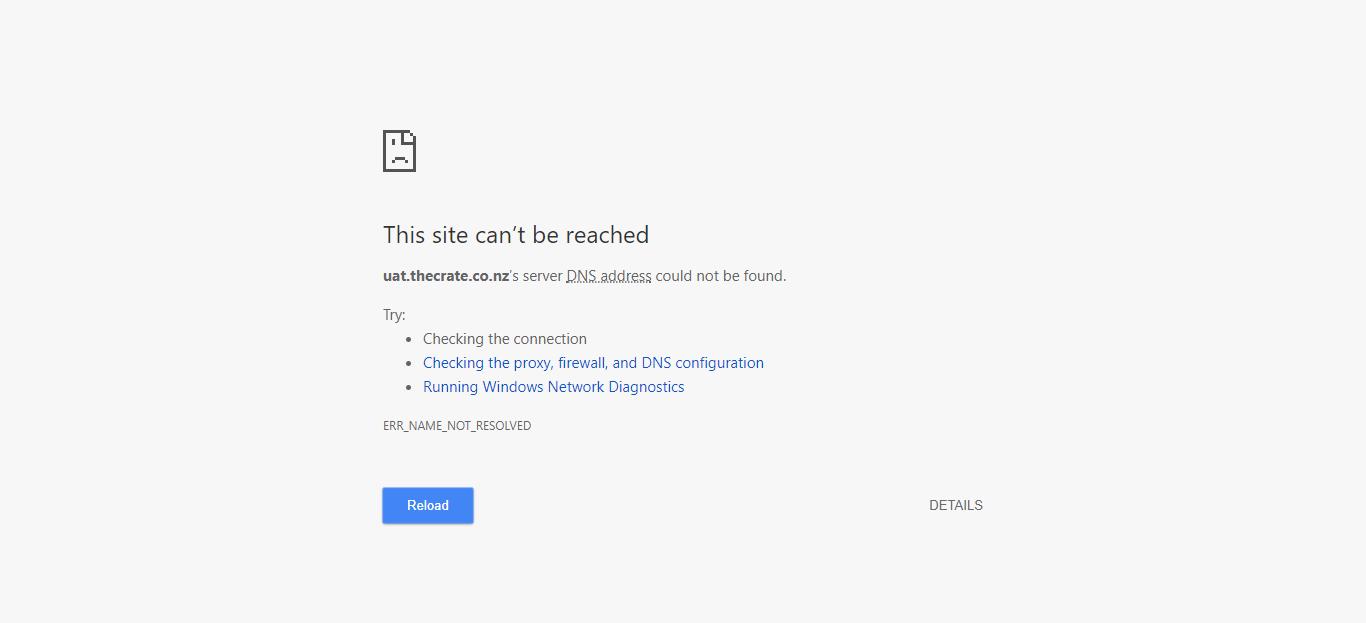 This site can’t be reached
uat.thecrate.co.nz’s server DNS address could not be found.
Try:
• Checking the connection
• Checking the proxy, firewall, and DNS configuration
• Running Windows Network Diagnostics
ERR_NAME_NOT_RESOLVED
Reload
DETAILS